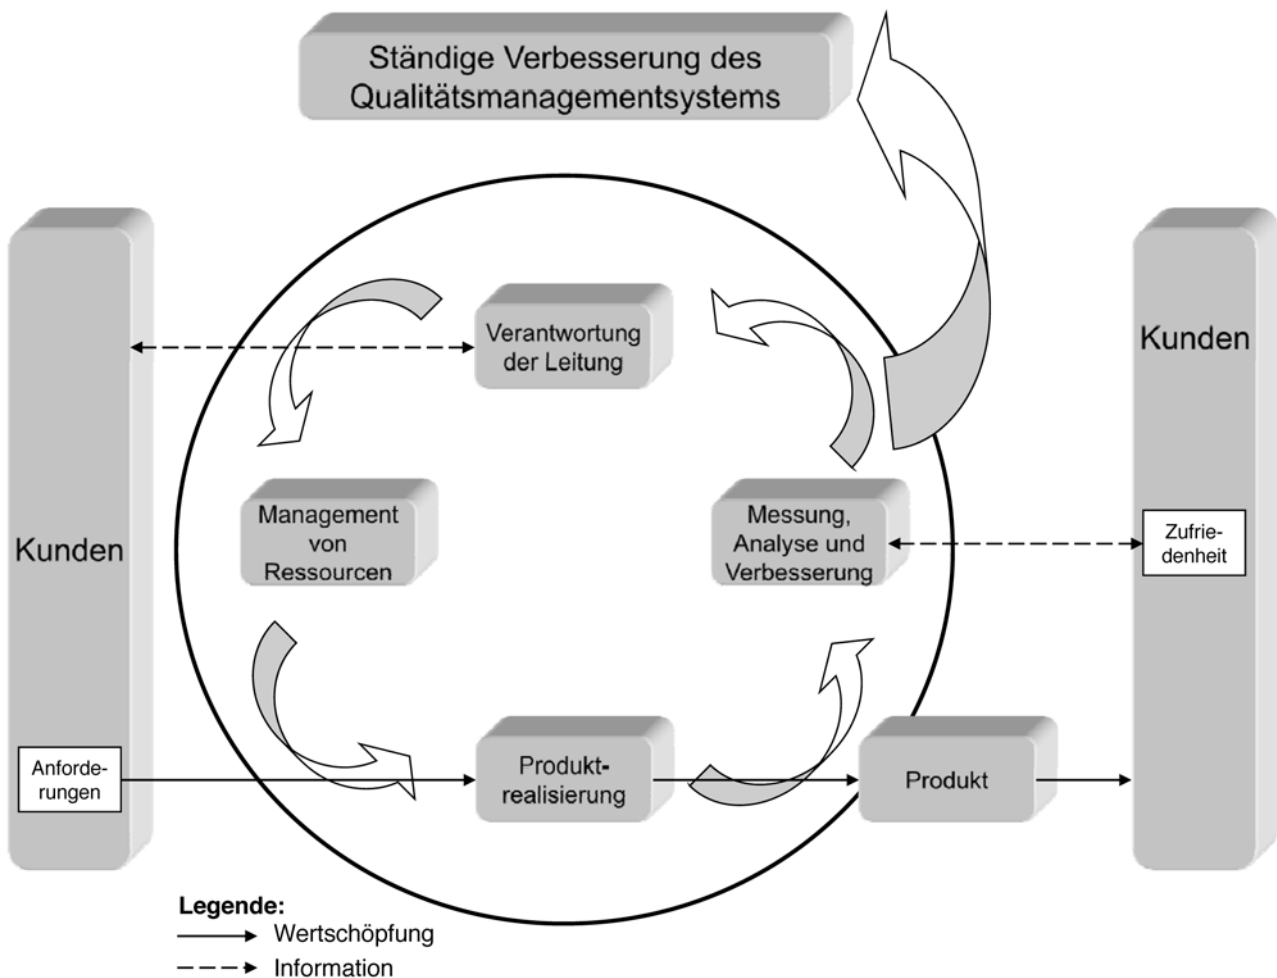 Ständige Verbesserung des
Qualitätsmanagementsystems
Kunden
Anforde-
rungen
Verantwortung
der Leitung
Management
von
Ressourcen
Messung,
Analyse und
Verbesserung
Produkt-
realisierung
Produkt
Kunden
Zufrie-
denheit
Legende:
Wertschöpfung
Information